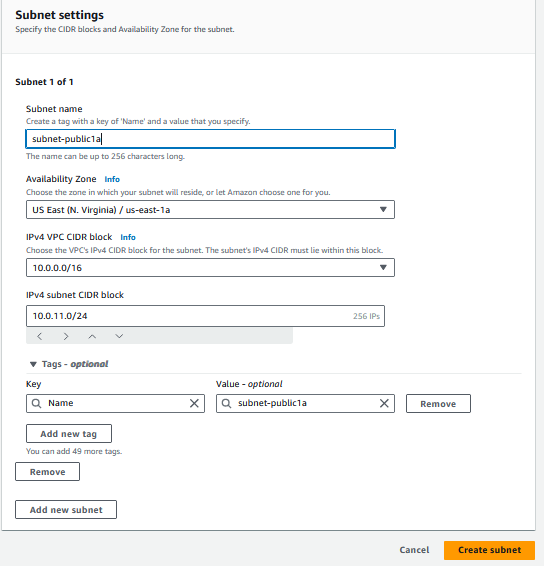 Subnet settings
Specify the CIDR blocks and Availability Zone for the subnet.
Subnet 1 of 1
Subnet name
Create a tag with a key of 'Name' and a value that you specify.
subnet-public1a
The name can be up to 256 characters long.
Availability Zone Info
Choose the zone in which your subnet will reside, or let Amazon choose one for you.
US East (N. Virginia) / us-east-1a
IPv4 VPC CIDR block Info
Choose the VPC's IPv4 CIDR block for the subnet. The subnet's IPv4 CIDR must lie within this block.
10.0.0.0/16
IPv4 subnet CIDR block
10.0.11.0/24 256 IPs
Tags - optional
Key Value - optional
Name subnet-public1a Remove
Add new tag
You can add 49 more tags.
Remove
Add new subnet
Cancel Create subnet